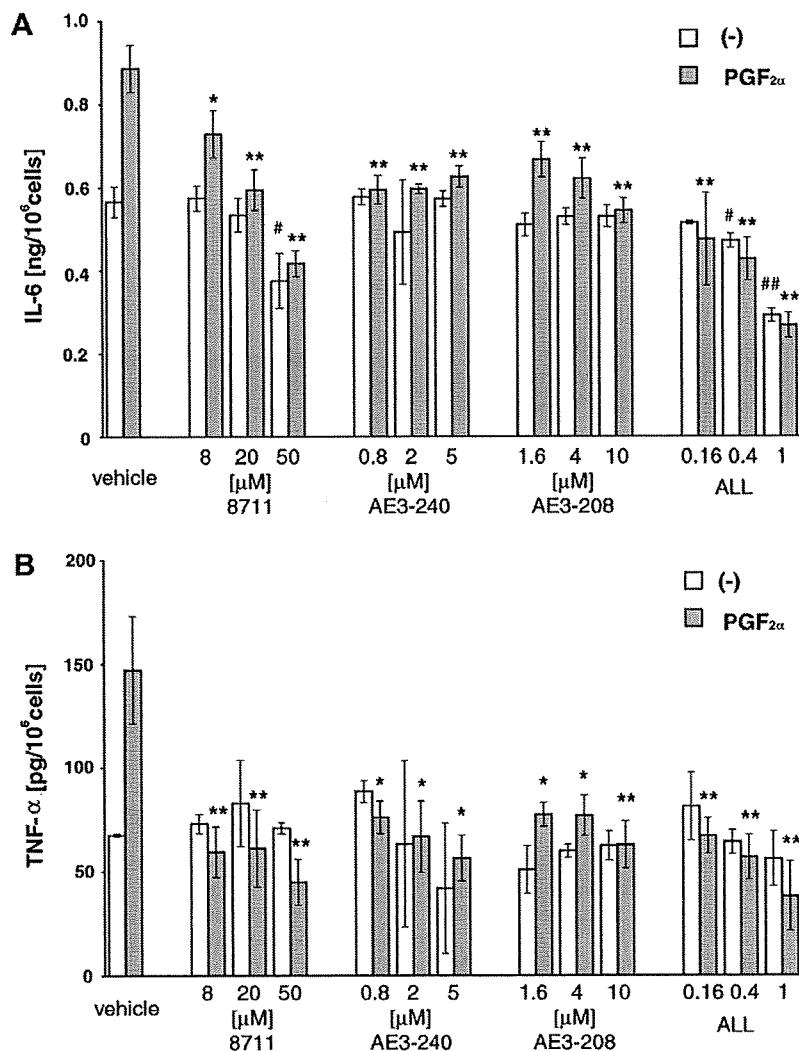 A
IL-6 [ng/10⁶cells]
1.0
0.8
0.6
0.4
0.2
0
(-)
PGF₂α
* ** # **
** ** **
** ** **
** # ** ## **
vehicle
8 20 50
[μM]
8711
0.8 2 5
[μM]
AE3-240
1.6 4 10
[μM]
AE3-208
0.16 0.4 1
ALL
B
TNF-α [pg/10⁶cells]
200
150
100
50
0
(-)
PGF₂α
** ** **
* * *
* * **
** ** **
vehicle
8 20 50
[μM]
8711
0.8 2 5
[μM]
AE3-240
1.6 4 10
[μM]
AE3-208
0.16 0.4 1
ALL